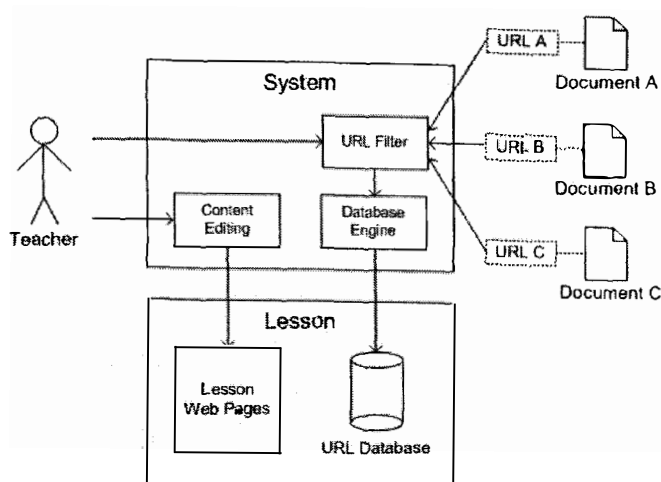 URL A
Document A
System
URL Filter
URL B
Document B
Teacher
Content
Editing
Database
Engine
URL C
Document C
Lesson
Lesson
Web Pages
URL Database